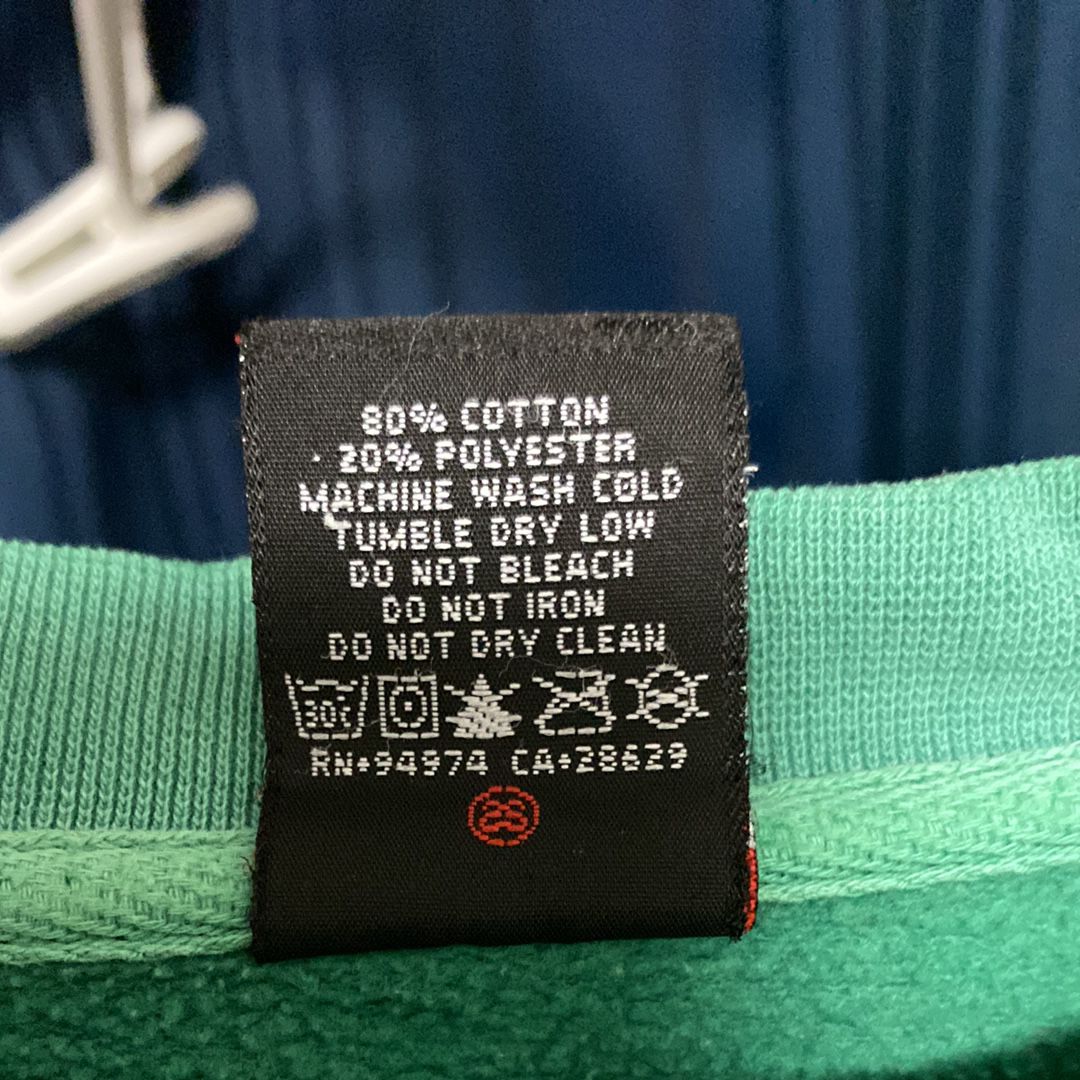 80% COTTON
20% POLYESTER
MACHINE WASH COLD
TUMBLE DRY LOW
DO NOT BLEACH
DO NOT IRON
DO NOT DRY CLEAN
30C
RN#94974 CA#28629